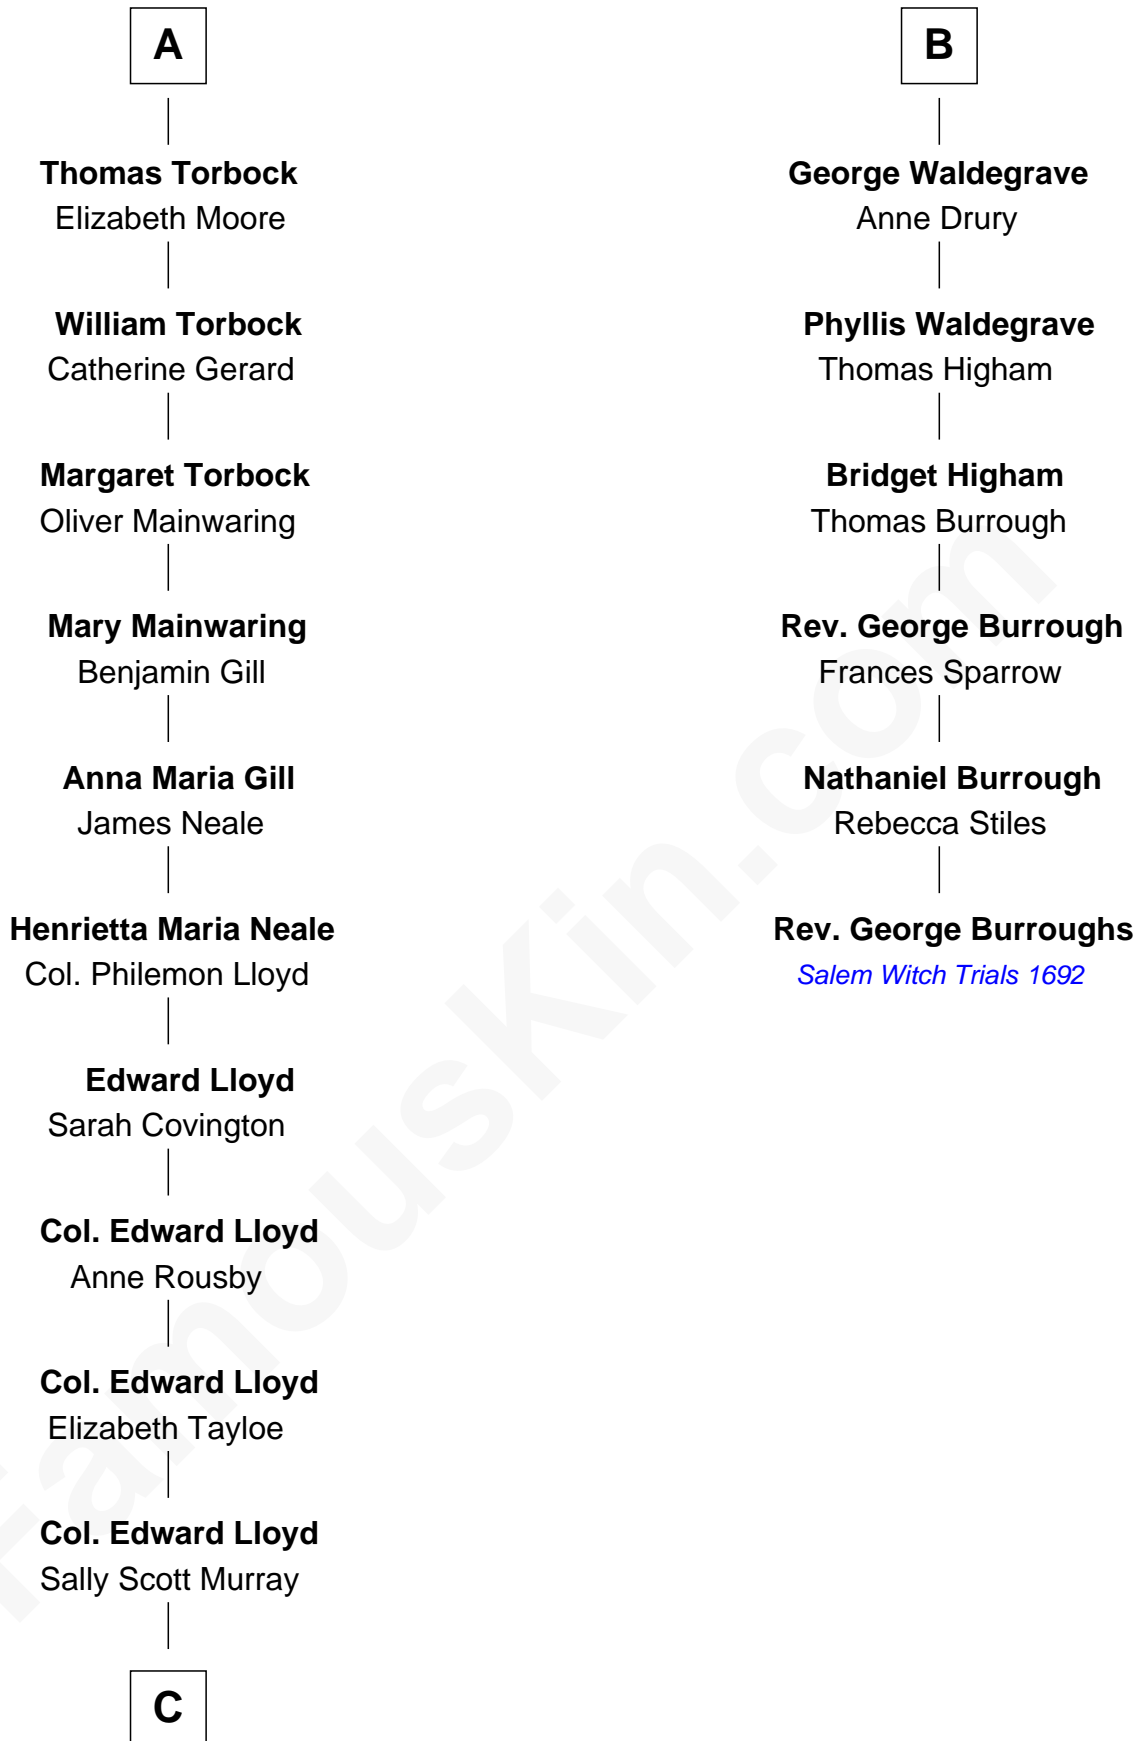 A
Thomas Torbock
Elizabeth Moore
William Torbock
Catherine Gerard
Margaret Torbock
Oliver Mainwaring
Mary Mainwaring
Benjamin Gill
Anna Maria Gill
James Neale
Henrietta Maria Neale
Col. Philemon Lloyd
Edward Lloyd
Sarah Covington
Col. Edward Lloyd
Anne Rousby
Col. Edward Lloyd
Elizabeth Tayloe
Col. Edward Lloyd
Sally Scott Murray
C
B
George Waldegrave
Anne Drury
Phyllis Waldegrave
Thomas Higham
Bridget Higham
Thomas Burrough
Rev. George Burrough
Frances Sparrow
Nathaniel Burrough
Rebecca Stiles
Rev. George Burroughs
Salem Witch Trials 1692
FamousKin.com